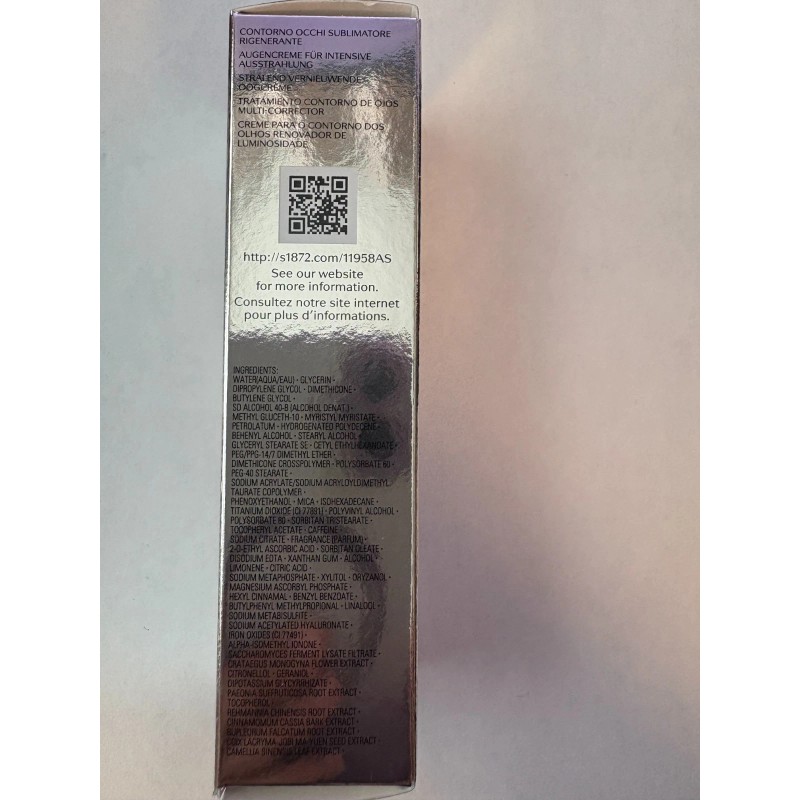 CONTORNO OCCHI SUBLIMATORE
RIGENERANTE
AUGENCREME FÜR INTENSIVE
AUSSTRAHLUNG
STRALEND VERNIEUWENDE
OOGCRÈME
TRATAMIENTO CONTORNO DE OJOS
MULTI-CORRECTOR
CREME PARA O CONTORNO DOS
OLHOS RENOVADOR DE
LUMINOSIDADE
http://s1872.com/11958AS
See our website
for more information.
Consultez notre site internet
pour plus d'informations.
INGREDIENTS:
WATER(AQUA/EAU)・GLYCERIN・
DIPROPYLENE GLYCOL・DIMETHICONE・
BUTYLENE GLYCOL・
SD ALCOHOL 40-B (ALCOHOL DENAT.)・
METHYL GLUCETH-10・MYRISTYL MYRISTATE・
PETROLATUM・HYDROGENATED POLYDECENE・
BEHENYL ALCOHOL・STEARYL ALCOHOL・
GLYCERYL STEARATE SE・CETYL ETHYLHEXANOATE・
PEG/PPG-14/7 DIMETHYL ETHER・
DIMETHICONE CROSSPOLYMER・POLYSORBATE 60・
PEG-40 STEARATE・
SODIUM ACRYLATE/SODIUM ACRYLOYLDIMETHYL
TAURATE COPOLYMER・
PHENOXYETHANOL・MICA・ISOHEXADECANE・
TITANIUM DIOXIDE (CI 77891)・POLYVINYL ALCOHOL・
POLYSORBATE 80・SORBITAN TRISTEARATE・
TOCOPHERYL ACETATE・CAFFEINE・
SODIUM CITRATE・FRAGRANCE (PARFUM)・
2-O-ETHYL ASCORBIC ACID・SORBITAN OLEATE・
DISODIUM EDTA・XANTHAN GUM・ALCOHOL・
LIMONENE・CITRIC ACID・
SODIUM METAPHOSPHATE・XYLITOL・ORYZANOL・
MAGNESIUM ASCORBYL PHOSPHATE・
HEXYL CINNAMAL・BENZYL BENZOATE・
BUTYLPHENYL METHYLPROPIONAL・LINALOOL・
SODIUM METABISULFITE・
SODIUM ACETYLATED HYALURONATE・
IRON OXIDES (CI 77491)・
ALPHA-ISOMETHYL IONONE・
SACCHAROMYCES FERMENT LYSATE FILTRATE・
CRATAEGUS MONOGYNA FLOWER EXTRACT・
CITRONELLOL・GERANIOL・
DIPOTASSIUM GLYCYRRHIZATE・
PAEONIA SUFFRUTICOSA ROOT EXTRACT・
TOCOPHEROL・
REHMANNIA CHINENSIS ROOT EXTRACT・
CINNAMOMUM CASSIA BARK EXTRACT・
BUPLEURUM FALCATUM ROOT EXTRACT・
COIX LACRYMA-JOBI MA-YUEN SEED EXTRACT・
CAMELLIA SINENSIS LEAF EXTRACT・